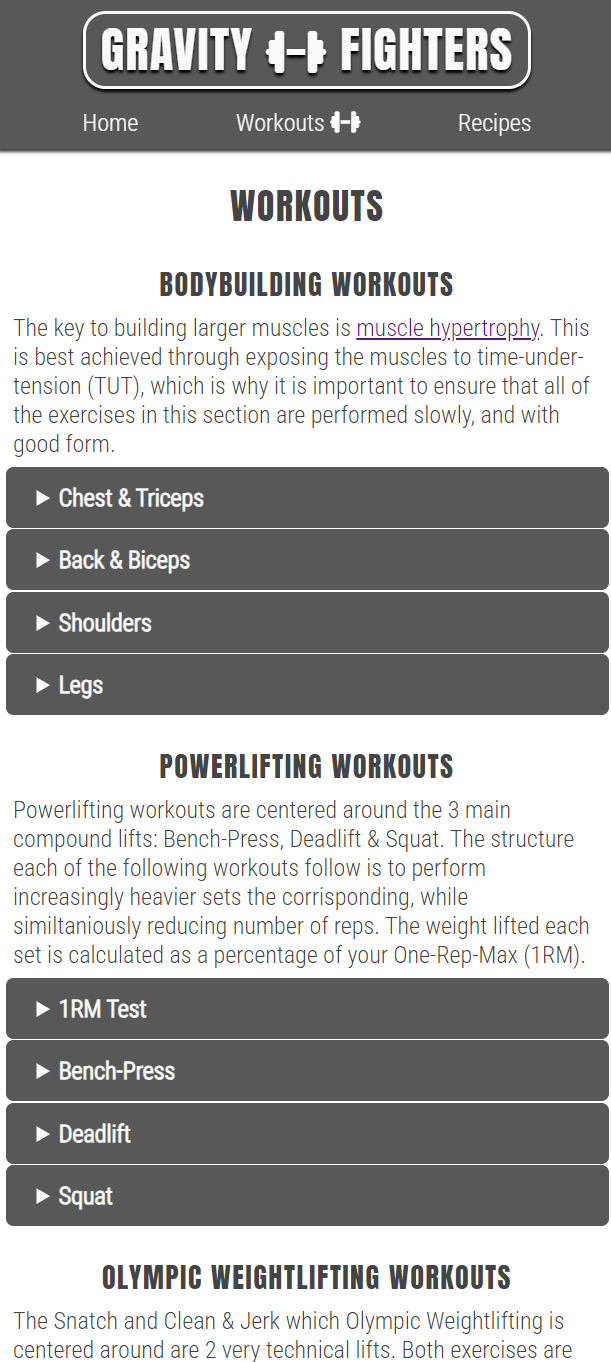 GRAVITY FIGHTERS
Home Workouts Recipes
WORKOUTS
BODYBUILDING WORKOUTS
The key to building larger muscles is muscle hypertrophy. This
is best achieved through exposing the muscles to time-under-
tension (TUT), which is why it is important to ensure that all of
the exercises in this section are performed slowly, and with
good form.
Chest & Triceps
Back & Biceps
Shoulders
Legs
POWERLIFTING WORKOUTS
Powerlifting workouts are centered around the 3 main
compound lifts: Bench-Press, Deadlift & Squat. The structure
each of the following workouts follow is to perform
increasingly heavier sets the corrisponding, while
similtaniously reducing number of reps. The weight lifted each
set is calculated as a percentage of your One-Rep-Max (1RM).
1RM Test
Bench-Press
Deadlift
Squat
OLYMPIC WEIGHTLIFTING WORKOUTS
The Snatch and Clean & Jerk which Olympic Weightlifting is
centered around are 2 very technical lifts. Both exercises are